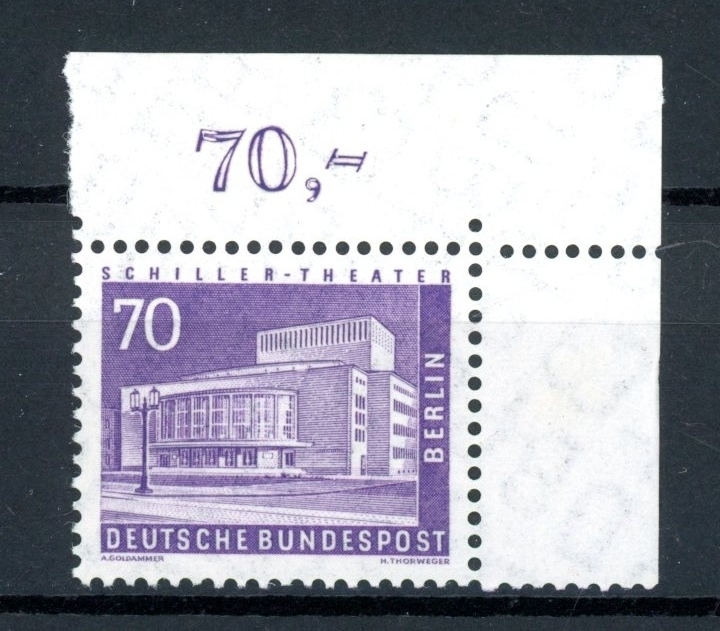 70,-
SCHILLER-THEATER
70
BERLIN
DEUTSCHE BUNDESPOST
A.GOLDAMMER
H.THORWEGER